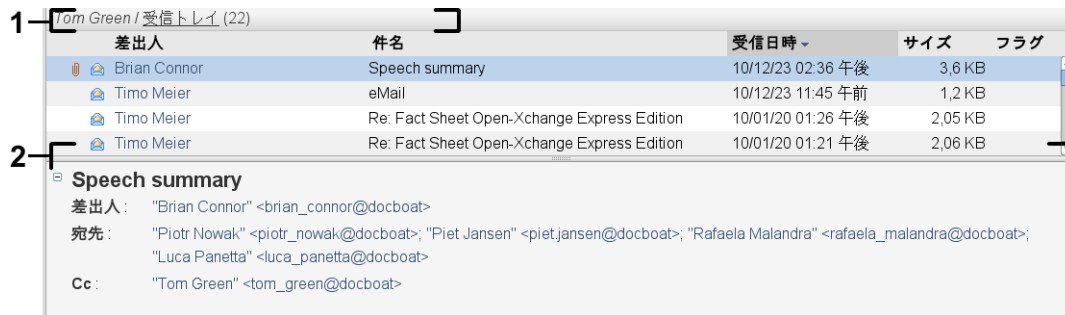 1 Tom Green / 受信トレイ (22)
差出人 件名 受信日時 サイズ フラグ
Brian Connor Speech summary 10/12/23 02:36 午後 3,6 KB
Timo Meier eMail 10/12/23 11:45 午前 1,2 KB
Timo Meier Re: Fact Sheet Open-Xchange Express Edition 10/01/20 01:26 午後 2,05 KB
Timo Meier Re: Fact Sheet Open-Xchange Express Edition 10/01/20 01:21 午後 2,06 KB
2
Speech summary
差出人 : "Brian Connor" <brian_connor@docboat>
宛先 : "Piotr Nowak" <piotr_nowak@docboat>; "Piet Jansen" <piet.jansen@docboat>; "Rafaela Malandra" <rafaela_malandra@docboat>;
"Luca Panetta" <luca_panetta@docboat>
Cc : "Tom Green" <tom_green@docboat>